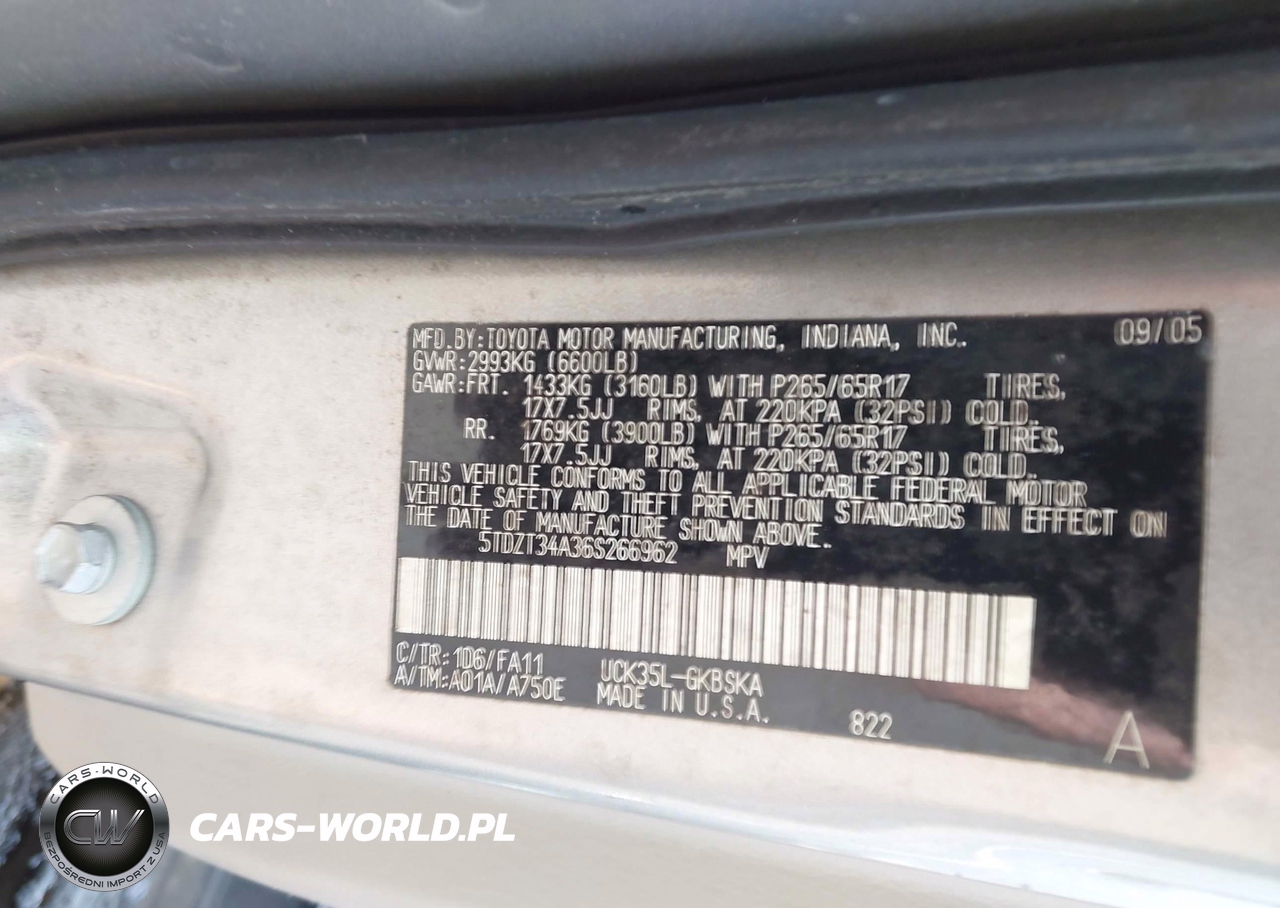 MFD.BY:TOYOTA MOTOR MANUFACTURING, INDIANA, INC. 09/05
GVWR:2993KG (6600LB)
GAWR:FRT. 1433KG (3160LB) WITH P265/65R17 TIRES,
17X7.5JJ RIMS, AT 220KPA (32PSI) COLD.
RR. 1769KG (3900LB) WITH P265/65R17 TIRES,
17X7.5JJ RIMS, AT 220KPA (32PSI) COLD.
THIS VEHICLE CONFORMS TO ALL APPLICABLE FEDERAL MOTOR
VEHICLE SAFETY AND THEFT PREVENTION STANDARDS IN EFFECT ON
THE DATE OF MANUFACTURE SHOWN ABOVE.
5TDZT34A36S266962 MPV
C/TR:1D6/FA11 UCK35L-GKBSKA
A/TM:A01A/A750E MADE IN U.S.A. 822
A
CARS-WORLD
CW
BEZPOŚREDNI IMPORT Z USA
CARS-WORLD.PL